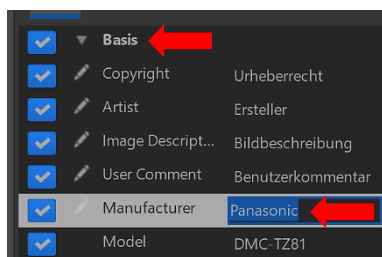 Basis
Copyright Urheberrecht
Artist Ersteller
Image Descript... Bildbeschreibung
User Comment Benutzerkommentar
Manufacturer Panasonic
Model DMC-TZ81